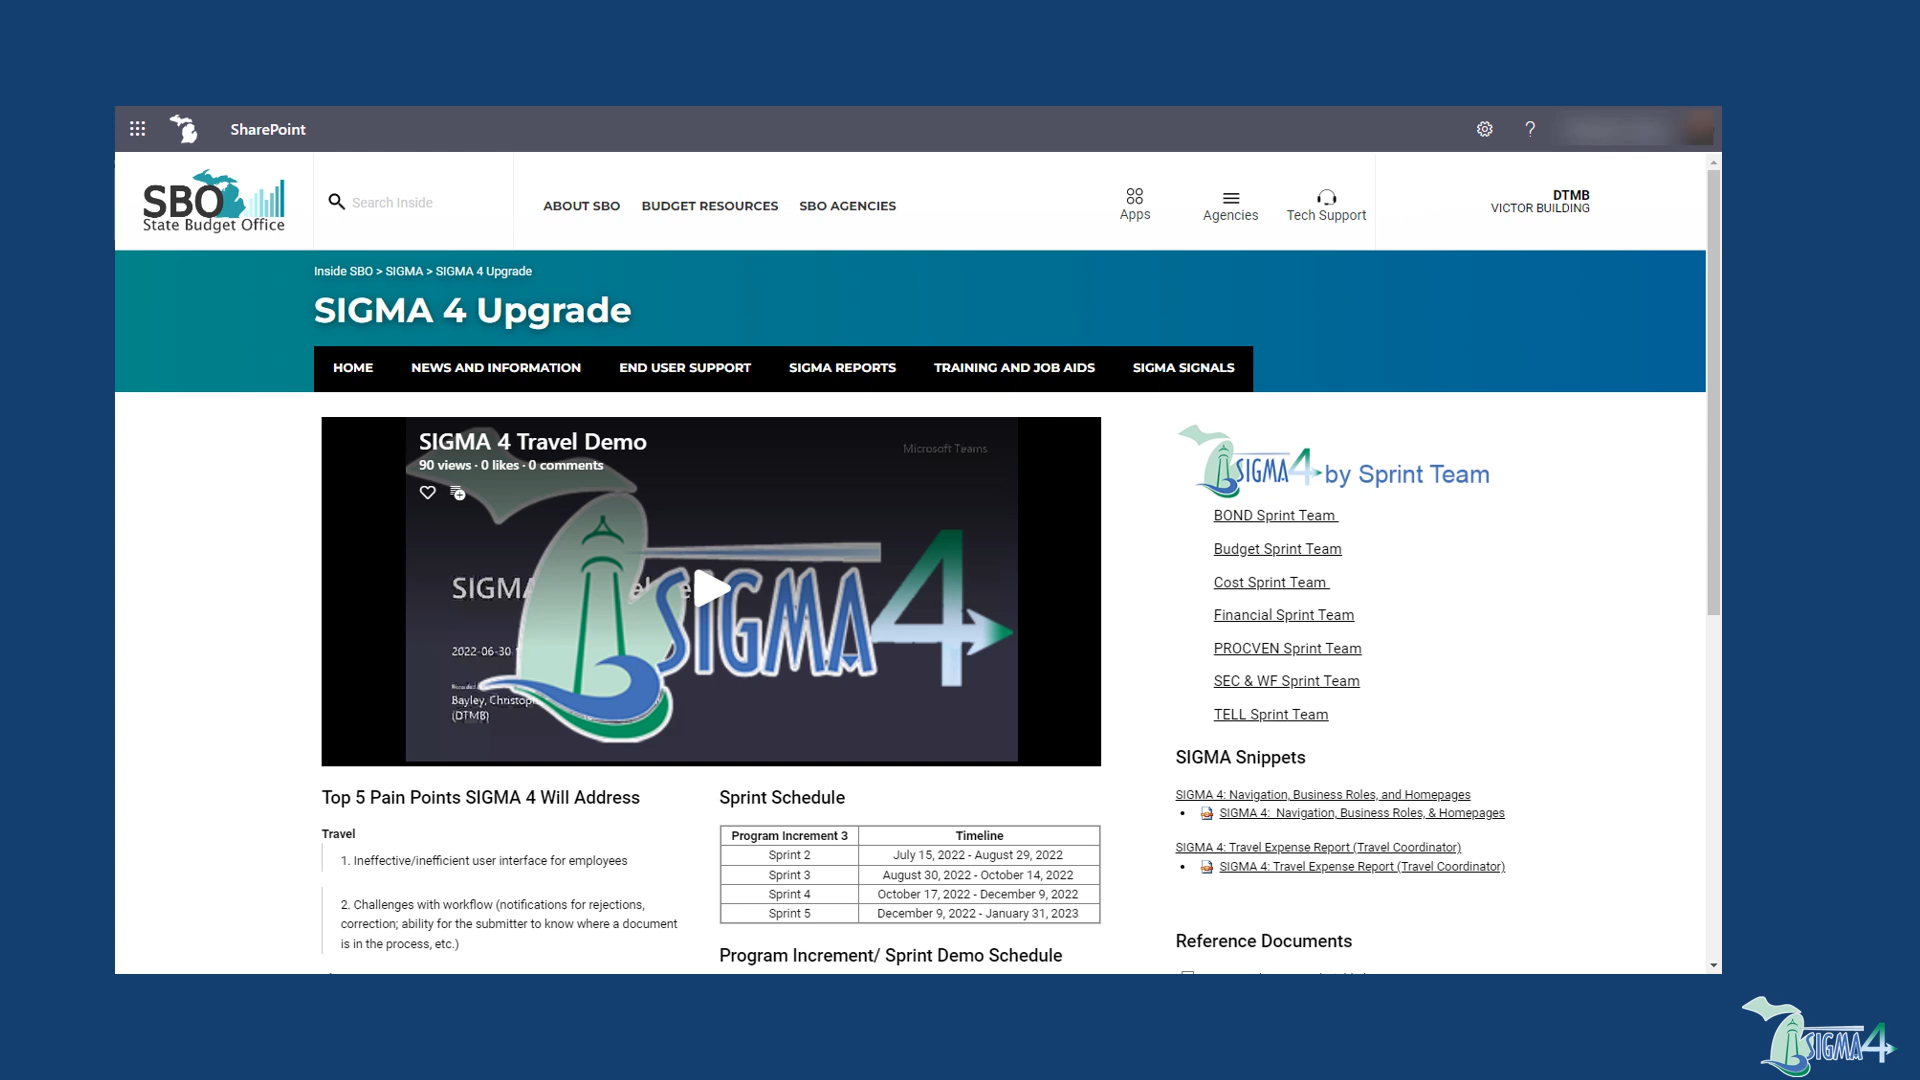 SharePoint
?
SBO
State Budget Office
Search Inside
ABOUT SBO
BUDGET RESOURCES
SBO AGENCIES
Apps
Agencies
Tech Support
DTMB
VICTOR BUILDING
Inside SBO > SIGMA > SIGMA 4 Upgrade
SIGMA 4 Upgrade
HOME
NEWS AND INFORMATION
END USER SUPPORT
SIGMA REPORTS
TRAINING AND JOB AIDS
SIGMA SIGNALS
SIGMA 4 Travel Demo
90 views · 0 likes · 0 comments
Microsoft Teams
SIGMA
SIGMA 4
2022-06-30
Bayley, Christoph
(DTMB)
Top 5 Pain Points SIGMA 4 Will Address
Travel
1. Ineffective/inefficient user interface for employees
2. Challenges with workflow (notifications for rejections,
correction; ability for the submitter to know where a document
is in the process, etc.)
Sprint Schedule
Program Increment 3 Timeline
Sprint 2 July 15, 2022 - August 29, 2022
Sprint 3 August 30, 2022 - October 14, 2022
Sprint 4 October 17, 2022 - December 9, 2022
Sprint 5 December 9, 2022 - January 31, 2023
Program Increment/ Sprint Demo Schedule
SIGMA 4 by Sprint Team
BOND Sprint Team
Budget Sprint Team
Cost Sprint Team
Financial Sprint Team
PROCVEN Sprint Team
SEC & WF Sprint Team
TELL Sprint Team
SIGMA Snippets
SIGMA 4: Navigation, Business Roles, and Homepages
• SIGMA 4: Navigation, Business Roles, & Homepages
SIGMA 4: Travel Expense Report (Travel Coordinator)
• SIGMA 4: Travel Expense Report (Travel Coordinator)
Reference Documents
SIGMA 4